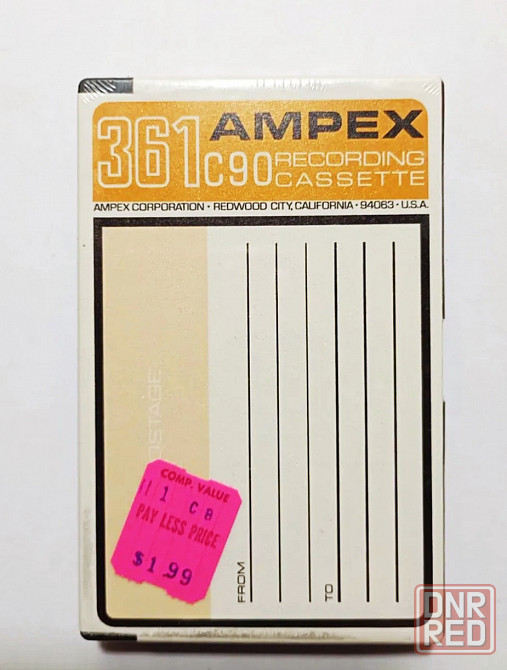 361 AMPEX
C90 RECORDING
CASSETTE
AMPEX CORPORATION · REDWOOD CITY, CALIFORNIA · 94063 · U.S.A.
COMP. VALUE
PAY LESS PRICE
$1.99
FROM
TO
DNR
RED